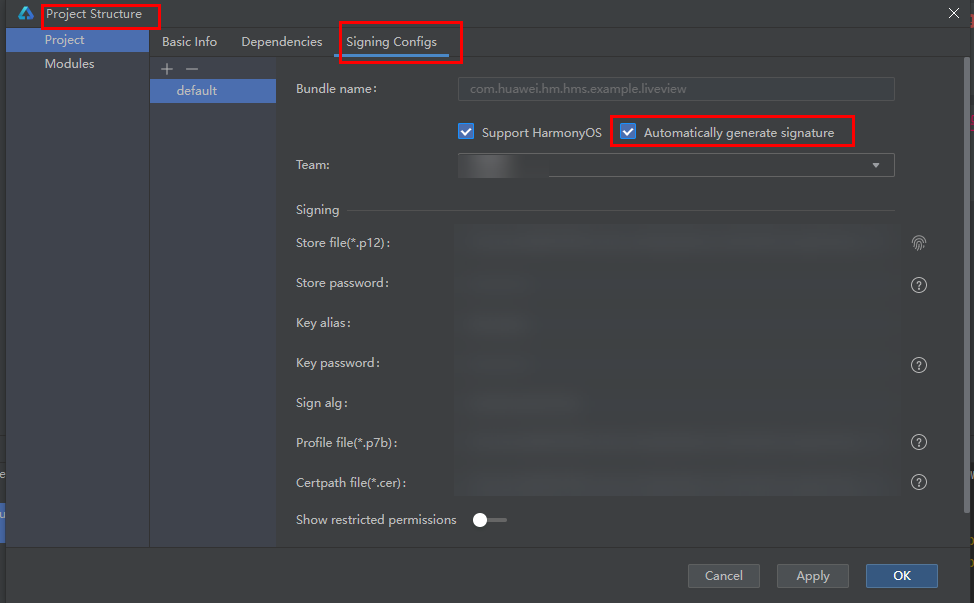 Project Structure
Project
Modules
Basic Info
Dependencies
Signing Configs
default
Bundle name:
com.huawei.hm.hms.example.liveview
Support HarmonyOS
Automatically generate signature
Team:
Signing
Store file(*.p12):
Store password:
Key alias:
Key password:
Sign alg:
Profile file(*.p7b):
Certpath file(*.cer):
Show restricted permissions
Cancel
Apply
OK